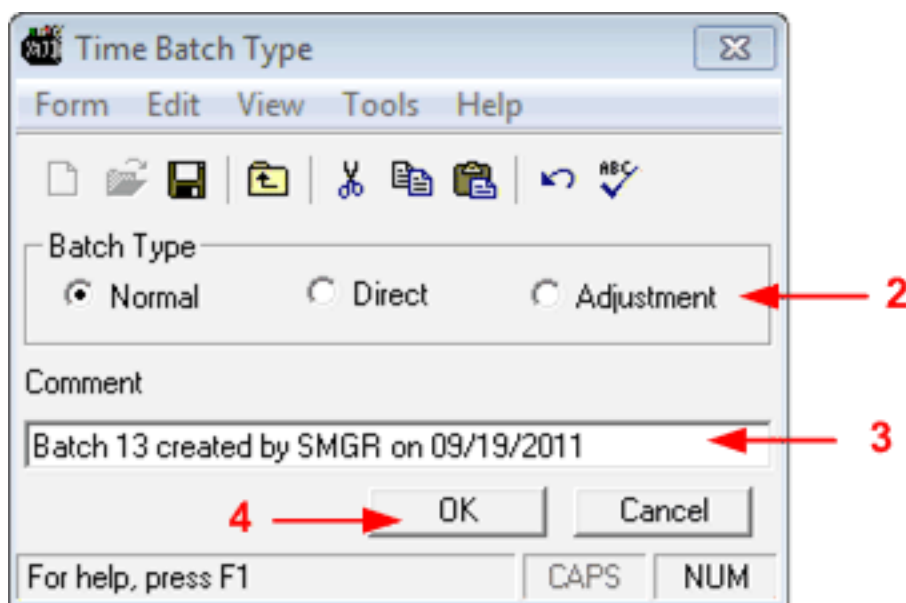 Time Batch Type
Form Edit View Tools Help
ABC
Batch Type
Normal Direct Adjustment 2
Comment
Batch 13 created by SMGR on 09/19/2011 3
4 OK Cancel
For help, press F1 CAPS NUM